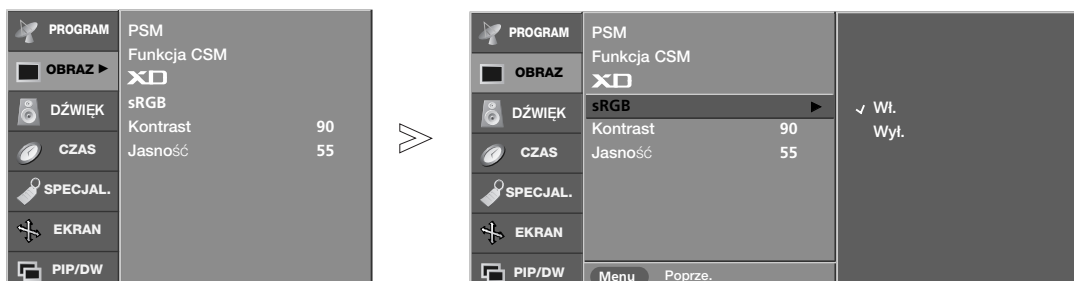 PROGRAM
OBRAZ ►
DŹWIĘK
CZAS
SPECJAL.
EKRAN
PIP/DW
PSM
Funkcja CSM
XD
sRGB
Kontrast 90
Jasność 55
PROGRAM
OBRAZ
DŹWIĘK
CZAS
SPECJAL.
EKRAN
PIP/DW
PSM
Funkcja CSM
XD
sRGB ►
Kontrast 90
Jasność 55
Menu Poprze.
✓ Wł.
Wył.